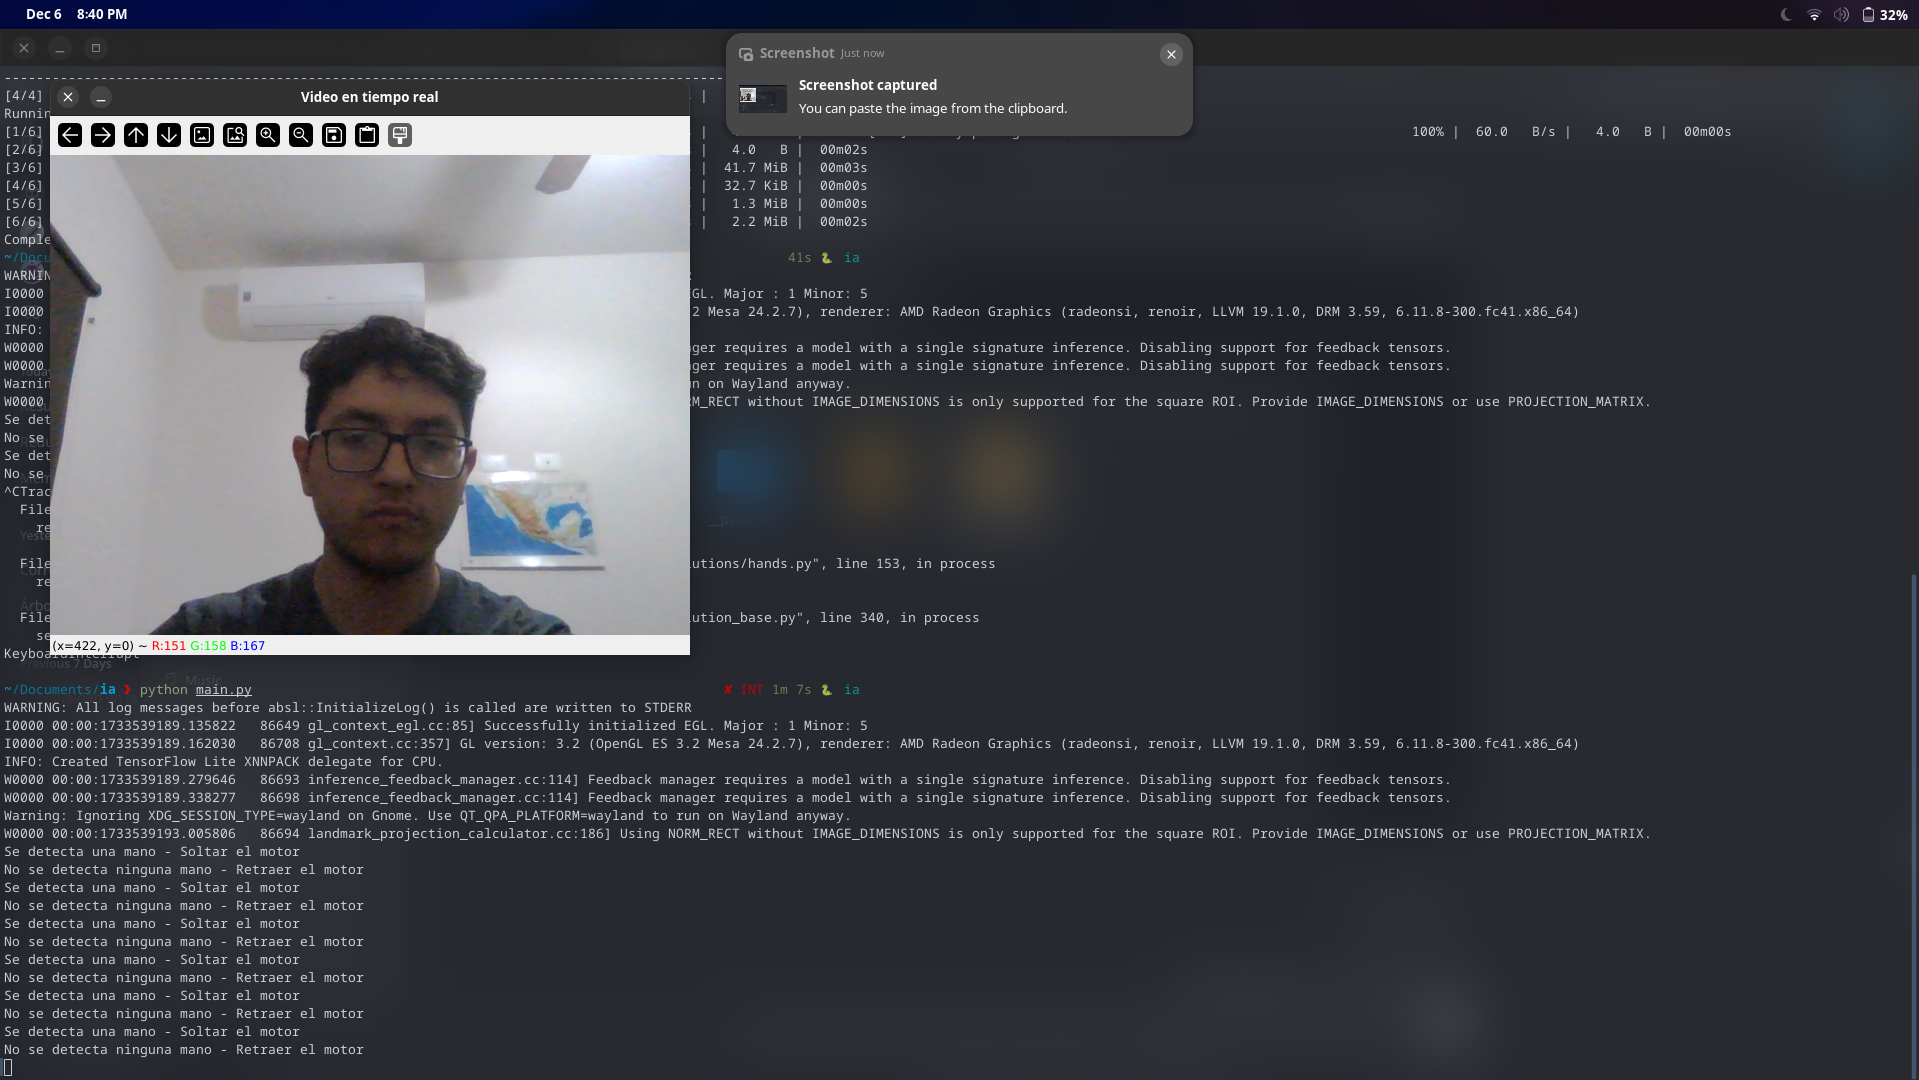 Dec 6 8:40 PM
32%
Screenshot Just now
Screenshot captured
You can paste the image from the clipboard.
--------------------------------------------------------------------------------
[4/4]
Video en tiempo real
|
Runnin
[1/6] | 100% | 60.0 B/s | 4.0 B | 00m00s
[2/6] | 4.0 B | 00m02s
[3/6] | 41.7 MiB | 00m03s
[4/6] | 32.7 KiB | 00m00s
[5/6] | 1.3 MiB | 00m00s
[6/6] | 2.2 MiB | 00m02s
Comple
~/Docu 41s ia
WARNIN
I0000 GL. Major : 1 Minor: 5
I0000 2 Mesa 24.2.7), renderer: AMD Radeon Graphics (radeonsi, renoir, LLVM 19.1.0, DRM 3.59, 6.11.8-300.fc41.x86_64)
INFO:
W0000 ger requires a model with a single signature inference. Disabling support for feedback tensors.
W0000 ger requires a model with a single signature inference. Disabling support for feedback tensors.
Warnin n on Wayland anyway.
W0000 RM_RECT without IMAGE_DIMENSIONS is only supported for the square ROI. Provide IMAGE_DIMENSIONS or use PROJECTION_MATRIX.
Se det
No se
Se det
No se
^CTrac
File
re
File utions/hands.py", line 153, in process
re
File ution_base.py", line 340, in process
se
(x=422, y=0) ~ R:151 G:158 B:167
KeyboardInterrupt
Previous 7 Days
Music
~/Documents/ia ❯ python main.py ✘ INT 1m 7s ia
WARNING: All log messages before absl::InitializeLog() is called are written to STDERR
I0000 00:00:1733539189.135822 86649 gl_context_egl.cc:85] Successfully initialized EGL. Major : 1 Minor: 5
I0000 00:00:1733539189.162030 86708 gl_context.cc:357] GL version: 3.2 (OpenGL ES 3.2 Mesa 24.2.7), renderer: AMD Radeon Graphics (radeonsi, renoir, LLVM 19.1.0, DRM 3.59, 6.11.8-300.fc41.x86_64)
INFO: Created TensorFlow Lite XNNPACK delegate for CPU.
W0000 00:00:1733539189.279646 86693 inference_feedback_manager.cc:114] Feedback manager requires a model with a single signature inference. Disabling support for feedback tensors.
W0000 00:00:1733539189.338277 86698 inference_feedback_manager.cc:114] Feedback manager requires a model with a single signature inference. Disabling support for feedback tensors.
Warning: Ignoring XDG_SESSION_TYPE=wayland on Gnome. Use QT_QPA_PLATFORM=wayland to run on Wayland anyway.
W0000 00:00:1733539193.005806 86694 landmark_projection_calculator.cc:186] Using NORM_RECT without IMAGE_DIMENSIONS is only supported for the square ROI. Provide IMAGE_DIMENSIONS or use PROJECTION_MATRIX.
Se detecta una mano - Soltar el motor
No se detecta ninguna mano - Retraer el motor
Se detecta una mano - Soltar el motor
No se detecta ninguna mano - Retraer el motor
Se detecta una mano - Soltar el motor
No se detecta ninguna mano - Retraer el motor
Se detecta una mano - Soltar el motor
No se detecta ninguna mano - Retraer el motor
Se detecta una mano - Soltar el motor
No se detecta ninguna mano - Retraer el motor
Se detecta una mano - Soltar el motor
No se detecta ninguna mano - Retraer el motor